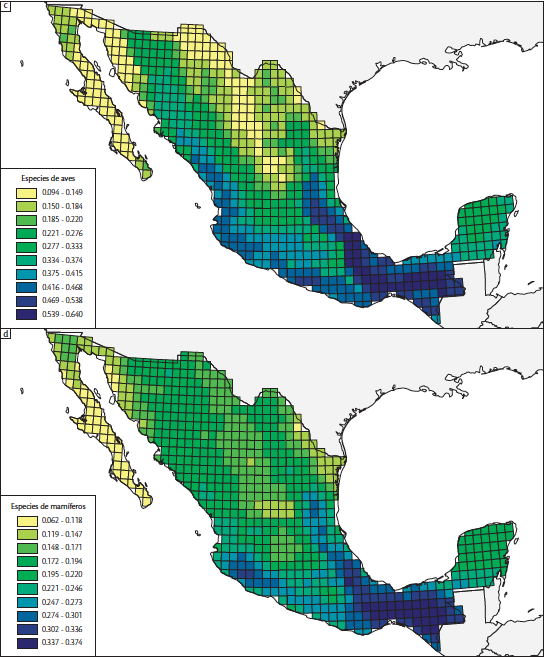 c
Especies de aves
0.094 - 0.149
0.150 - 0.184
0.185 - 0.220
0.221 - 0.276
0.277 - 0.333
0.334 - 0.374
0.375 - 0.415
0.416 - 0.468
0.469 - 0.538
0.539 - 0.640
d
Especies de mamíferos
0.062 - 0.118
0.119 - 0.147
0.148 - 0.171
0.172 - 0.194
0.195 - 0.220
0.221 - 0.246
0.247 - 0.273
0.274 - 0.301
0.302 - 0.336
0.337 - 0.374